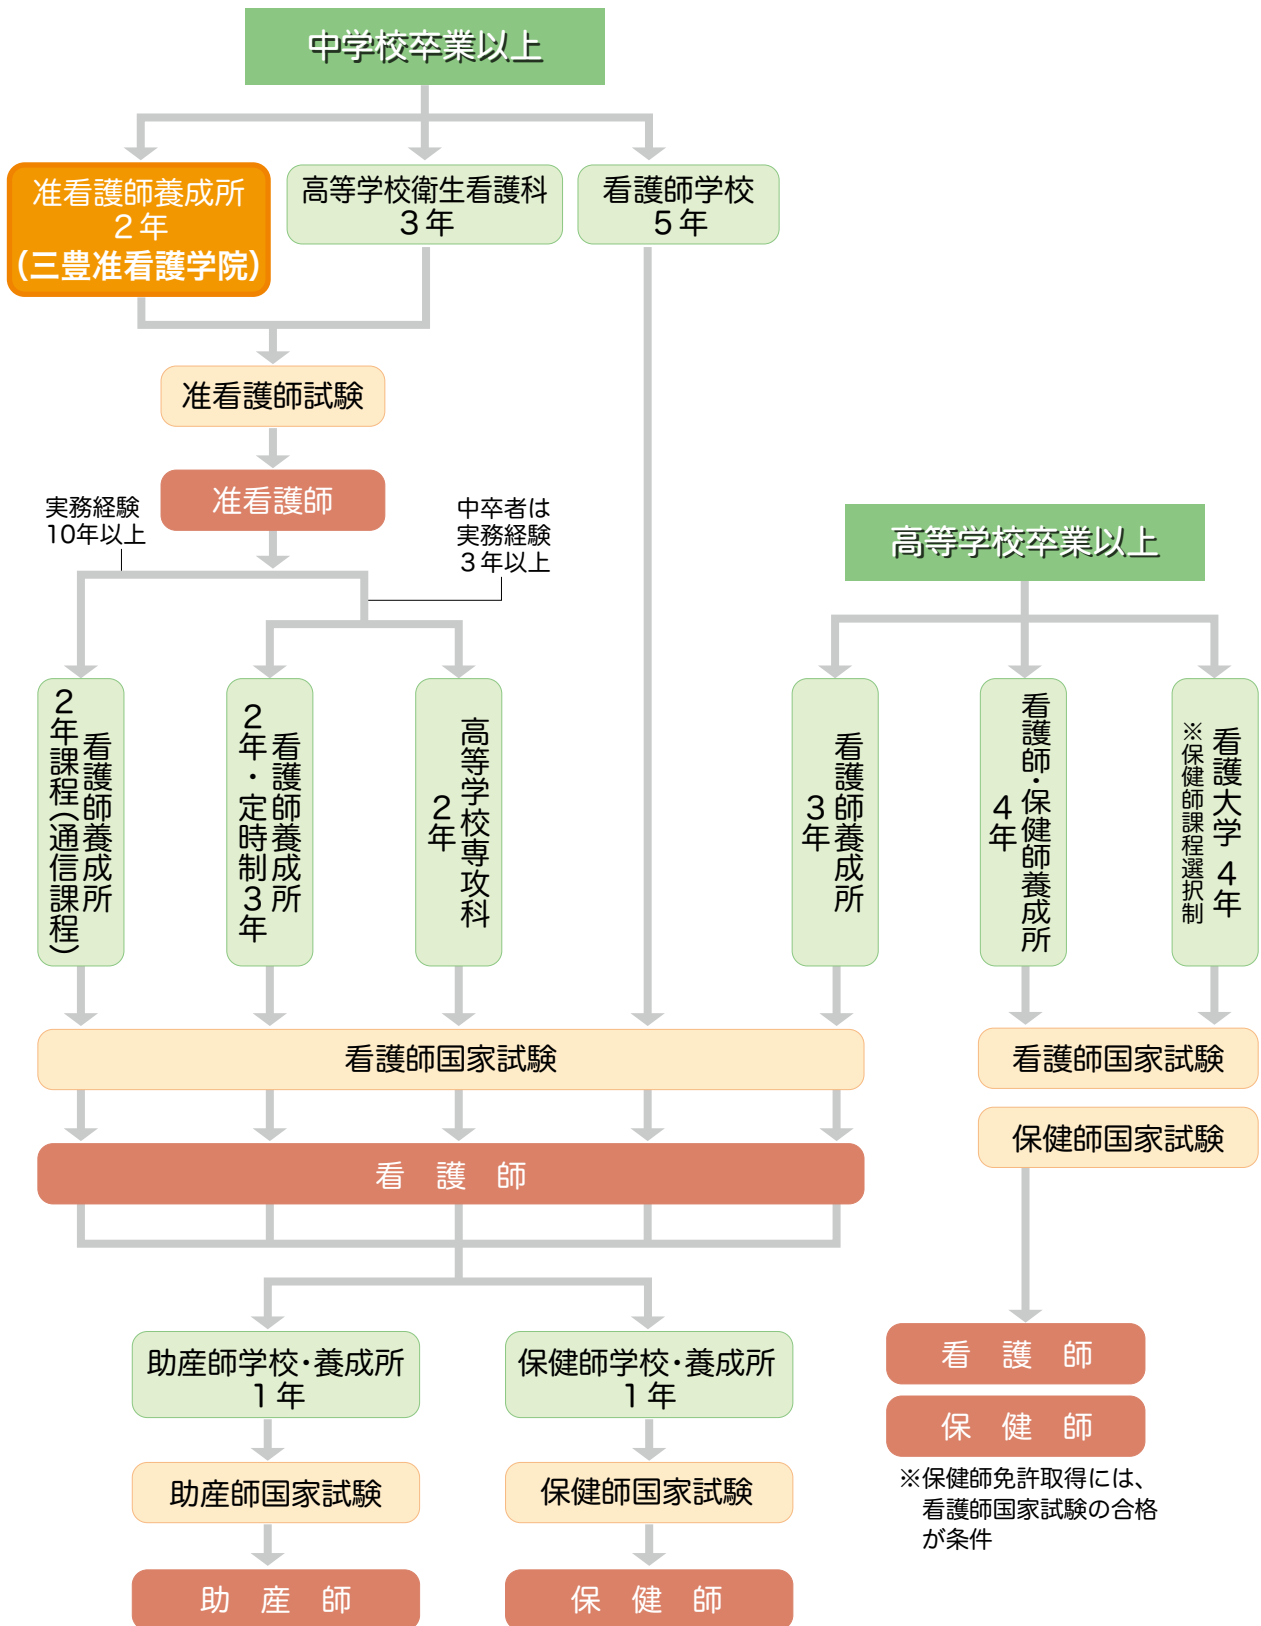 中学校卒業以上
准看護師養成所
２年
(三豊准看護学院)
高等学校衛生看護科
３年
看護師学校
５年
准看護師試験
准看護師
実務経験
10年以上
中卒者は
実務経験
３年以上
高等学校卒業以上
看護師養成所
２年課程（通信課程）
看護師養成所
２年・定時制３年
高等学校専攻科
２年
看護師養成所
３年
看護師・保健師養成所
４年
看護大学 ４年
※保健師課程選択制
看護師国家試験
看護師国家試験
保健師国家試験
看　護　師
助産師学校・養成所
１年
保健師学校・養成所
１年
看　護　師
保　健　師
※保健師免許取得には、
看護師国家試験の合格
が条件
助産師国家試験
保健師国家試験
助　産　師
保　健　師